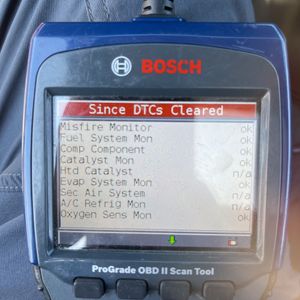 BOSCH
Since DTCs Cleared
Misfire Monitor ok
Fuel System Mon ok
Comp Component ok
Catalyst Mon ok
Htd Catalyst n/a
Evap System Mon ok
Sec Air System n/a
A/C Refrig Mon n/a
Oxygen Sens Mon ok
ProGrade OBD II Scan Tool